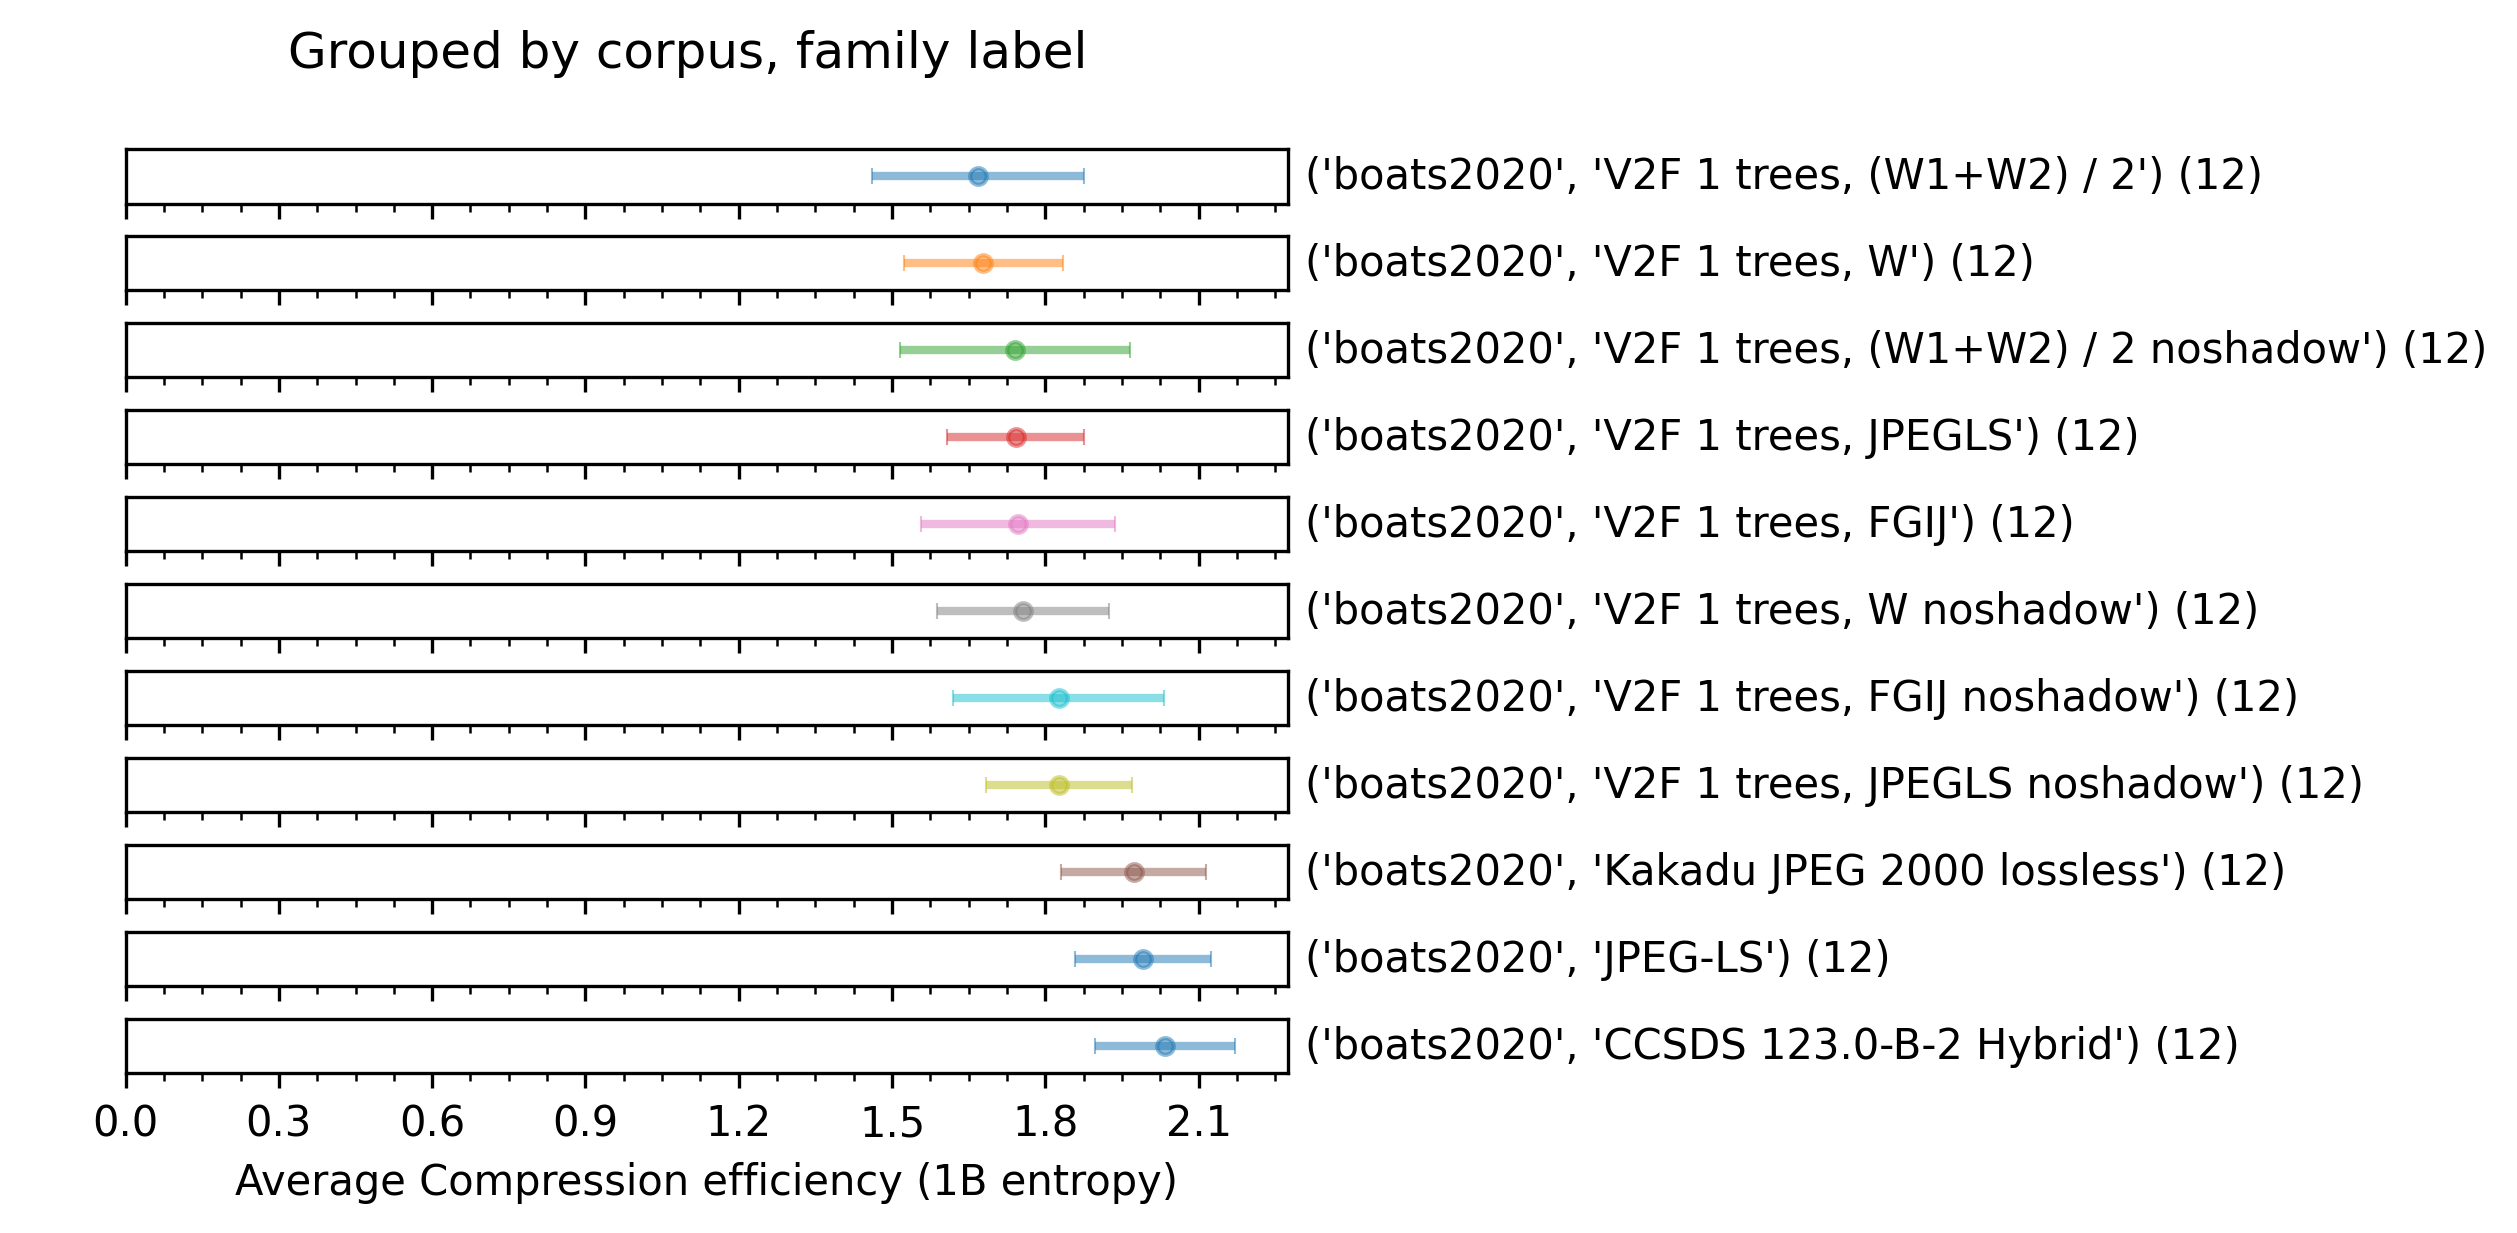 Grouped by corpus, family label
('boats2020', 'V2F 1 trees, (W1+W2) / 2') (12)
('boats2020', 'V2F 1 trees, W') (12)
('boats2020', 'V2F 1 trees, (W1+W2) / 2 noshadow') (12)
('boats2020', 'V2F 1 trees, JPEGLS') (12)
('boats2020', 'V2F 1 trees, FGIJ') (12)
('boats2020', 'V2F 1 trees, W noshadow') (12)
('boats2020', 'V2F 1 trees, FGIJ noshadow') (12)
('boats2020', 'V2F 1 trees, JPEGLS noshadow') (12)
('boats2020', 'Kakadu JPEG 2000 lossless') (12)
('boats2020', 'JPEG-LS') (12)
('boats2020', 'CCSDS 123.0-B-2 Hybrid') (12)
0.0 0.3 0.6 0.9 1.2 1.5 1.8 2.1
Average Compression efficiency (1B entropy)